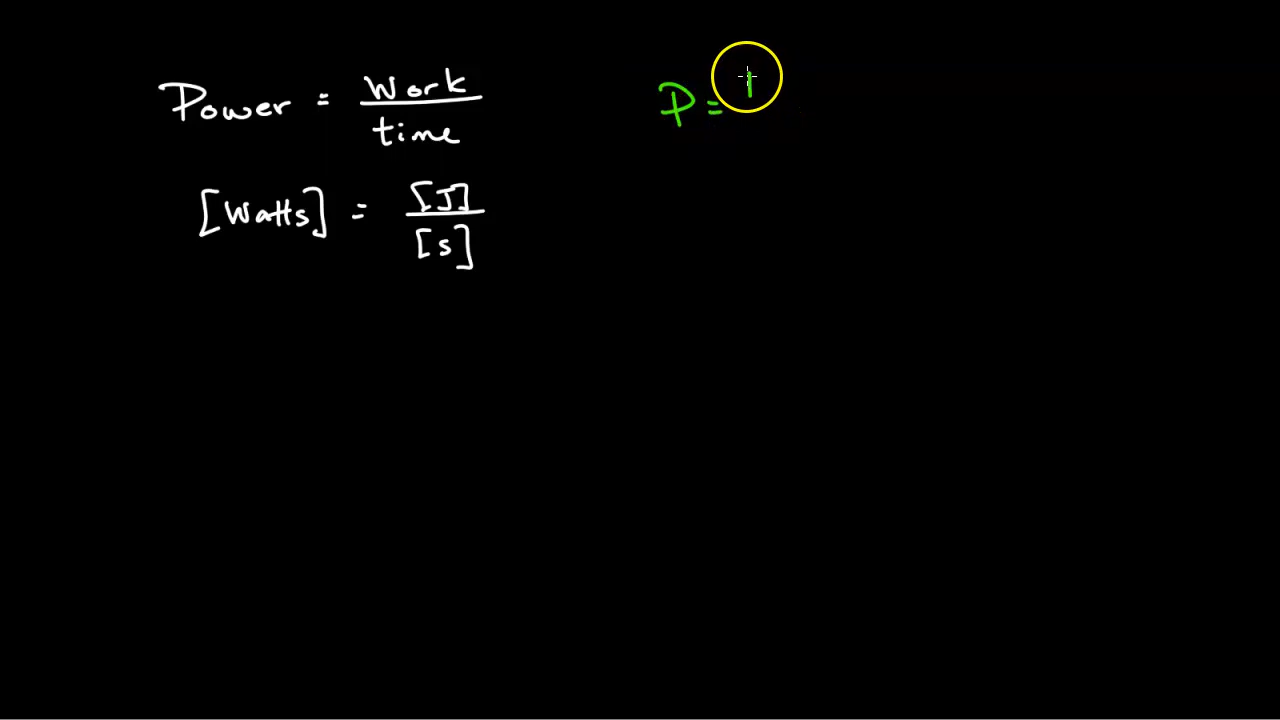 Power = Work / time
[Watts] = [J] / [s]
P =